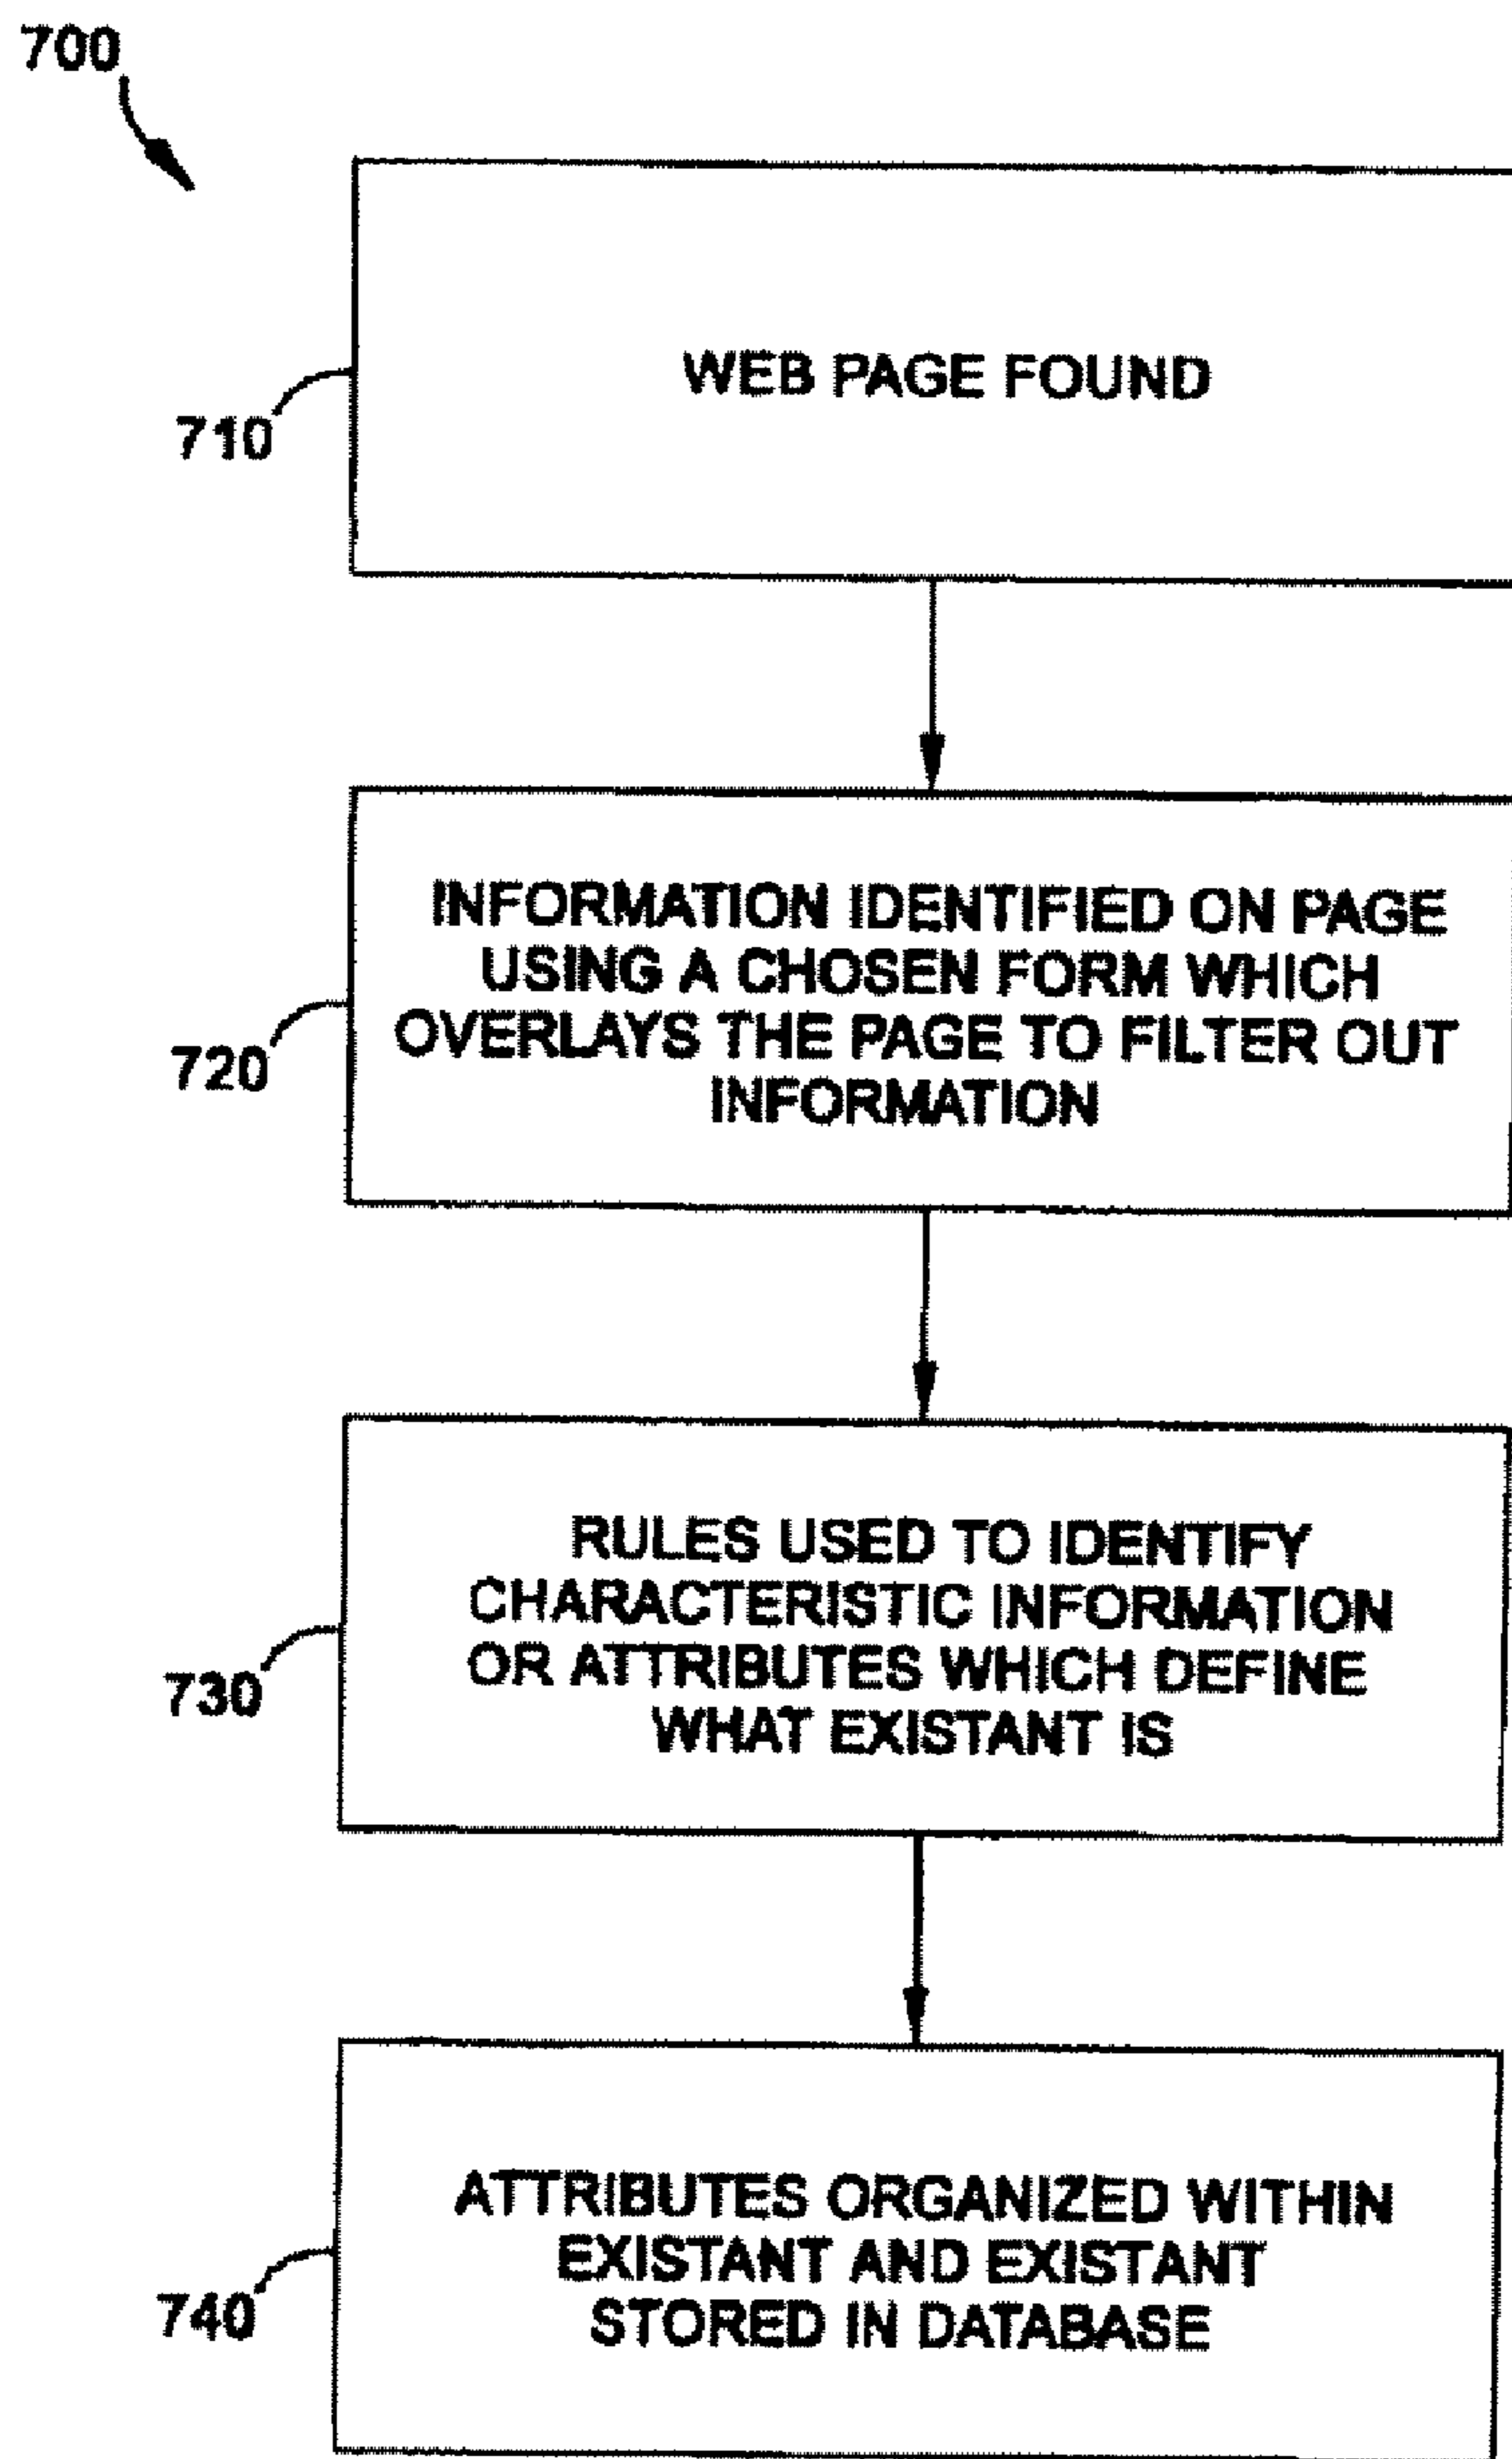 700
WEB PAGE FOUND
710
INFORMATION IDENTIFIED ON PAGE
USING A CHOSEN FORM WHICH
OVERLAYS THE PAGE TO FILTER OUT
INFORMATION
720
RULES USED TO IDENTIFY
CHARACTERISTIC INFORMATION
OR ATTRIBUTES WHICH DEFINE
WHAT EXISTANT IS
730
ATTRIBUTES ORGANIZED WITHIN
EXISTANT AND EXISTANT
STORED IN DATABASE
740